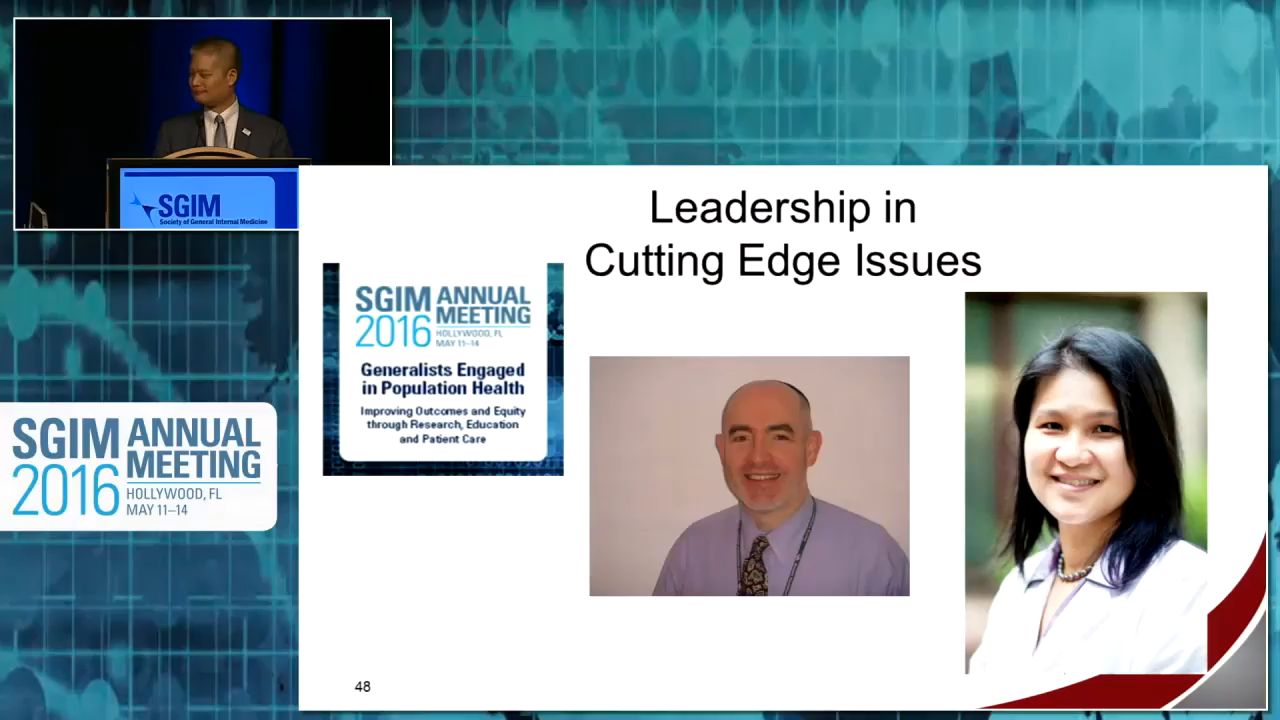 SGIM
Society of General Internal Medicine
Leadership in
Cutting Edge Issues
SGIM ANNUAL
2016 MEETING
HOLLYWOOD, FL
MAY 11–14
Generalists Engaged
in Population Health
Improving Outcomes and Equity
through Research, Education
and Patient Care
SGIM ANNUAL
2016 MEETING
HOLLYWOOD, FL
MAY 11–14
48